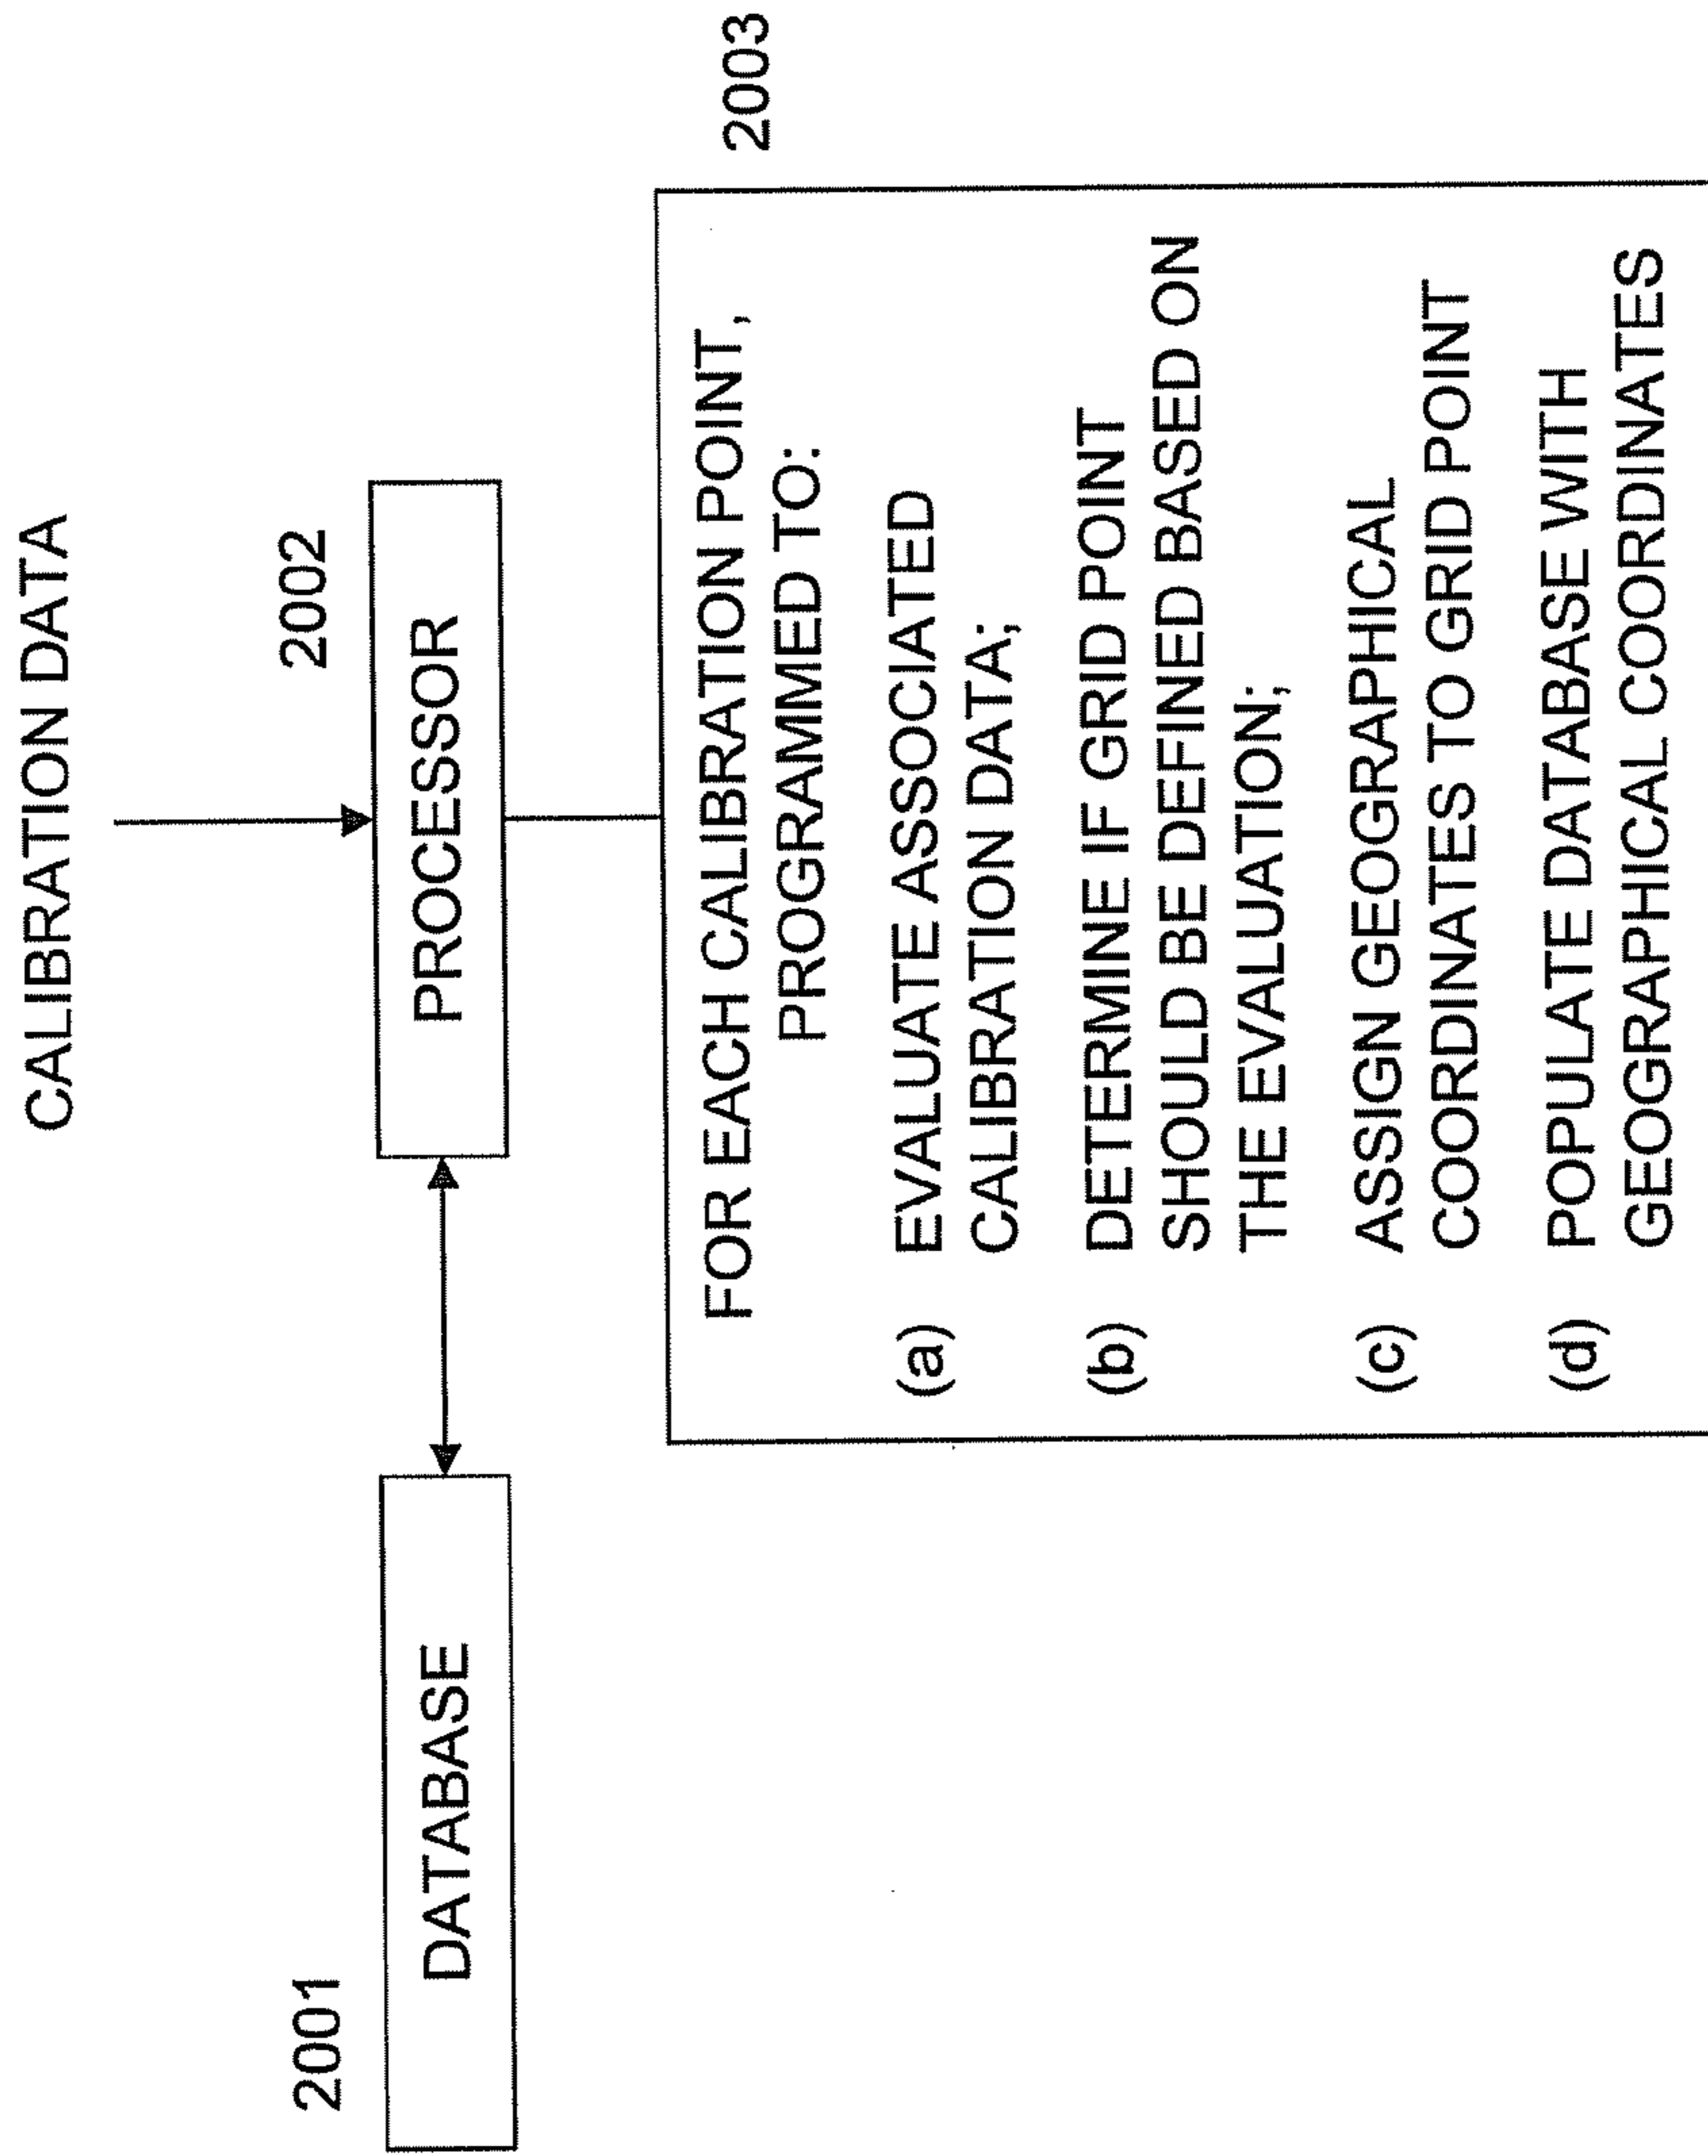 CALIBRATION DATA
2001
2002
DATABASE
PROCESSOR
2003
FOR EACH CALIBRATION POINT,
PROGRAMMED TO:
(a) EVALUATE ASSOCIATED
CALIBRATION DATA;
(b) DETERMINE IF GRID POINT
SHOULD BE DEFINED BASED ON
THE EVALUATION;
(c) ASSIGN GEOGRAPHICAL
COORDINATES TO GRID POINT
(d) POPULATE DATABASE WITH
GEOGRAPHICAL COORDINATES